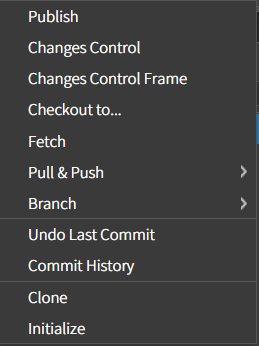 Publish
Changes Control
Changes Control Frame
Checkout to...
Fetch
Pull & Push
Branch
Undo Last Commit
Commit History
Clone
Initialize